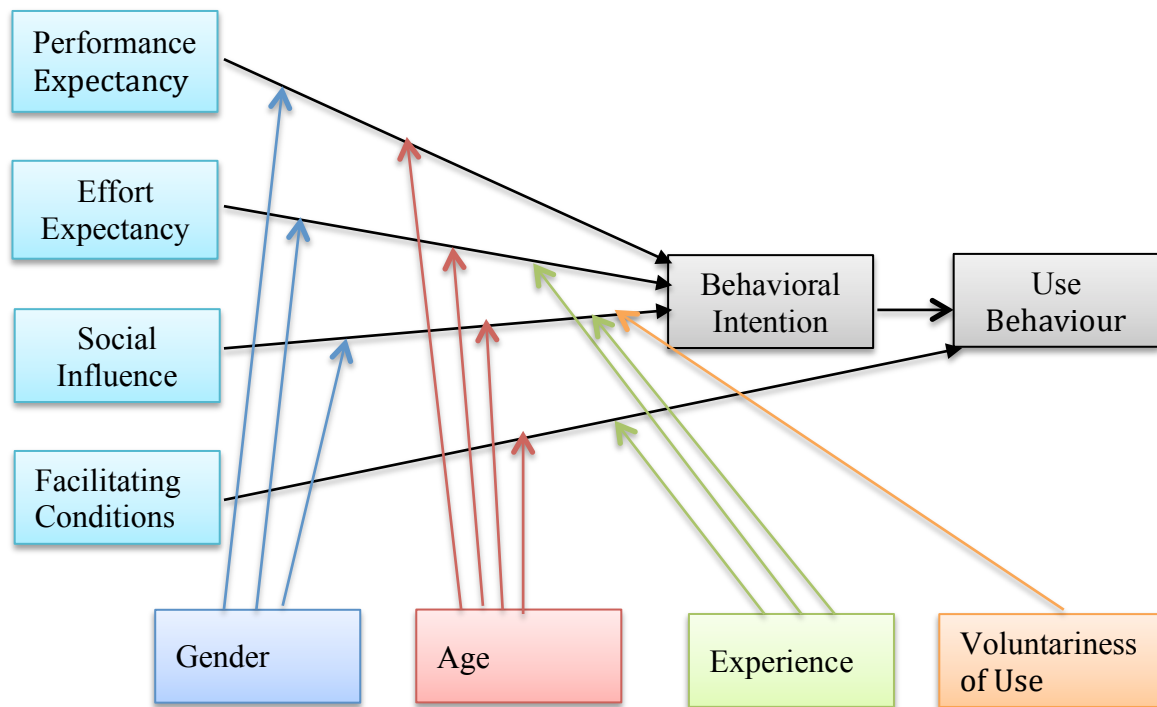 Performance
Expectancy
Effort
Expectancy
Social
Influence
Facilitating
Conditions
Behavioral
Intention
Use
Behaviour
Gender
Age
Experience
Voluntariness
of Use